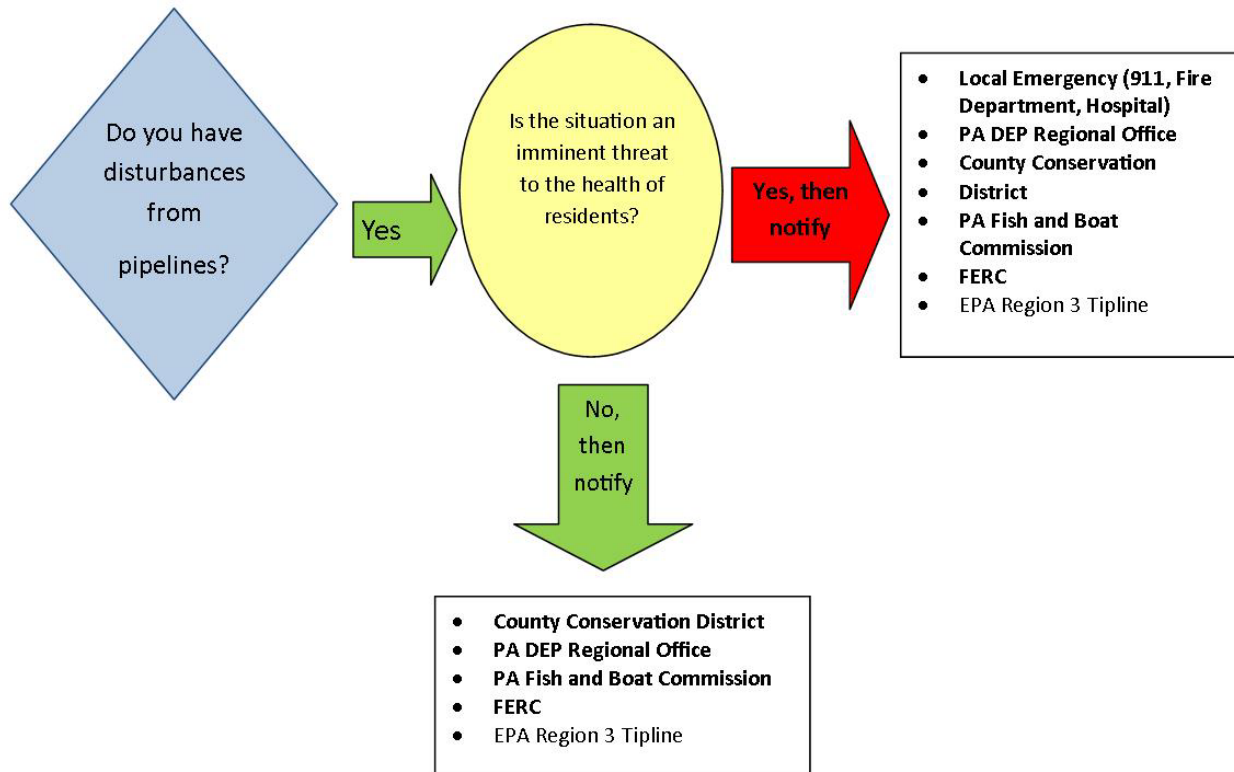 Do you have
disturbances
from
pipelines?
Yes
Is the situation an
imminent threat
to the health of
residents?
Yes, then
notify
• Local Emergency (911, Fire
Department, Hospital)
• PA DEP Regional Office
• County Conservation
• District
• PA Fish and Boat
Commission
• FERC
• EPA Region 3 Tipline
No,
then
notify
• County Conservation District
• PA DEP Regional Office
• PA Fish and Boat Commission
• FERC
• EPA Region 3 Tipline